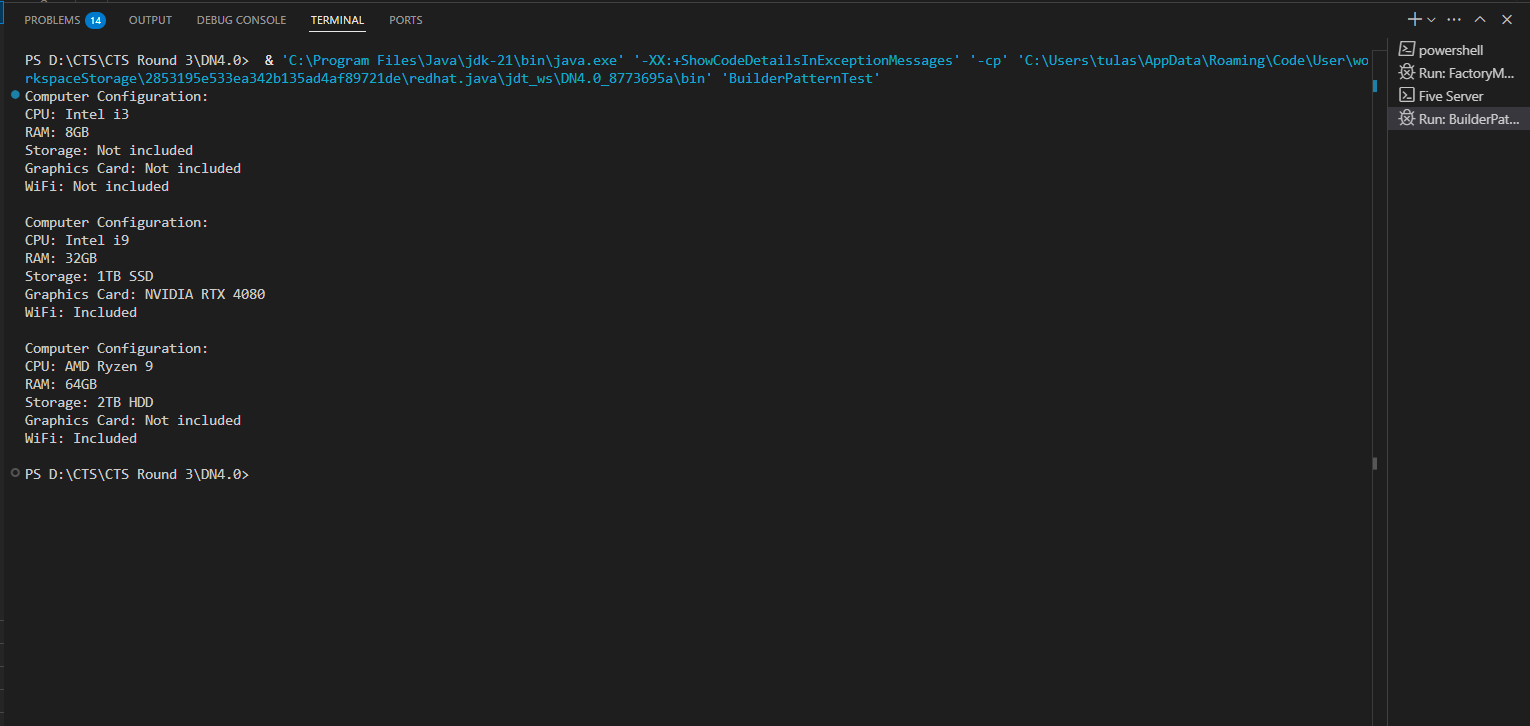 PROBLEMS 14 OUTPUT DEBUG CONSOLE TERMINAL PORTS
PS D:\CTS\CTS Round 3\DN4.0>  & 'C:\Program Files\Java\jdk-21\bin\java.exe' '-XX:+ShowCodeDetailsInExceptionMessages' '-cp' 'C:\Users\tulas\AppData\Roaming\Code\User\wo
rkspaceStorage\2853195e533ea342b135ad4af89721de\redhat.java\jdt_ws\DN4.0_8773695a\bin' 'BuilderPatternTest'
Computer Configuration:
CPU: Intel i3
RAM: 8GB
Storage: Not included
Graphics Card: Not included
WiFi: Not included

Computer Configuration:
CPU: Intel i9
RAM: 32GB
Storage: 1TB SSD
Graphics Card: NVIDIA RTX 4080
WiFi: Included

Computer Configuration:
CPU: AMD Ryzen 9
RAM: 64GB
Storage: 2TB HDD
Graphics Card: Not included
WiFi: Included

PS D:\CTS\CTS Round 3\DN4.0>
powershell
Run: FactoryM...
Five Server
Run: BuilderPat...